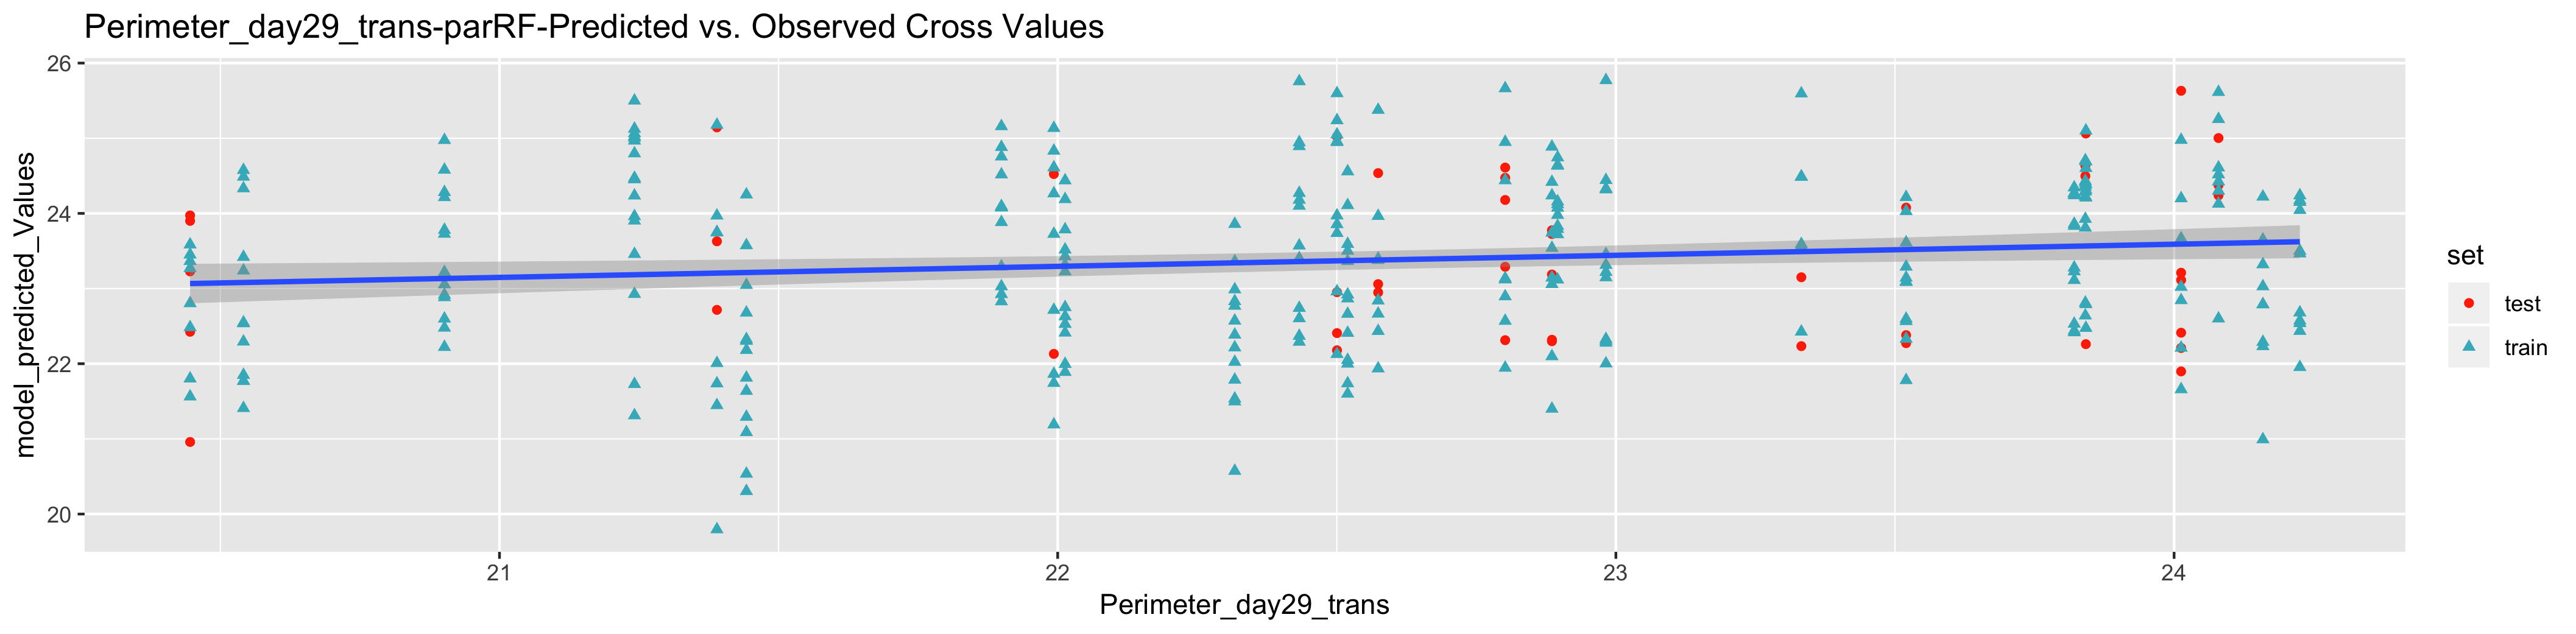 Perimeter_day29_trans-parRF-Predicted vs. Observed Cross Values
model_predicted_Values
26
24
22
20
21
22
23
24
Perimeter_day29_trans
set
test
train